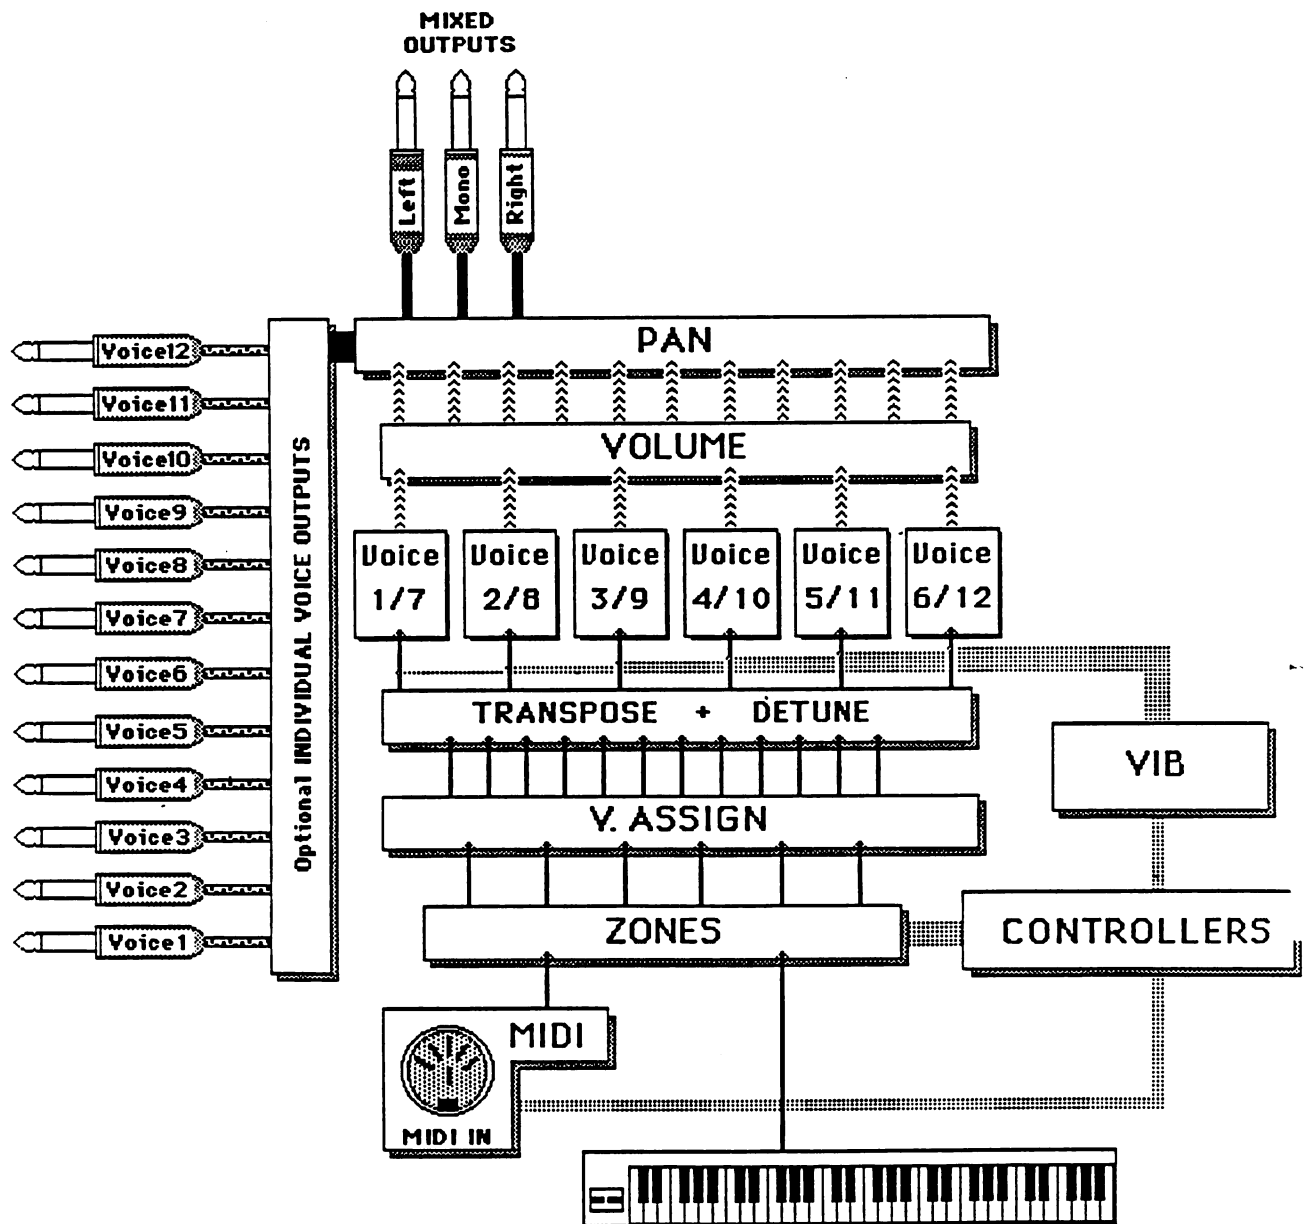 MIXED
OUTPUTS
Left
Mono
Right
PAN
VOLUME
Voice12
Voice11
Voice10
Voice9
Voice8
Voice7
Voice6
Voice5
Voice4
Voice3
Voice2
Voice1
Optional INDIVIDUAL VOICE OUTPUTS
Voice
1/7
Voice
2/8
Voice
3/9
Voice
4/10
Voice
5/11
Voice
6/12
TRANSPOSE + DETUNE
VIB
V. ASSIGN
ZONES
CONTROLLERS
MIDI
MIDI IN